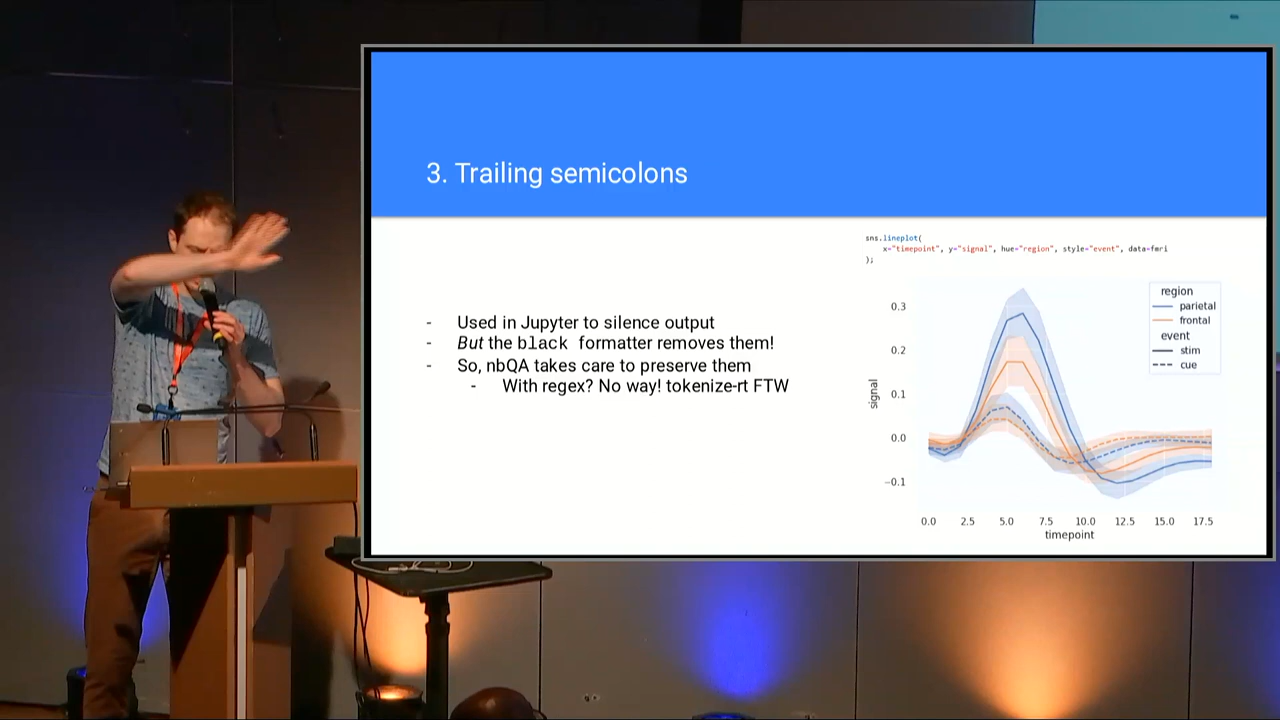 3. Trailing semicolons
- Used in Jupyter to silence output
- But the black formatter removes them!
- So, nbQA takes care to preserve them
- With regex? No way! tokenize-rt FTW
sns.lineplot(
x="timepoint", y="signal", hue="region", style="event", data=fmri
);
region
parietal
frontal
event
stim
cue
signal
0.3
0.2
0.1
0.0
−0.1
0.0 2.5 5.0 7.5 10.0 12.5 15.0 17.5
timepoint